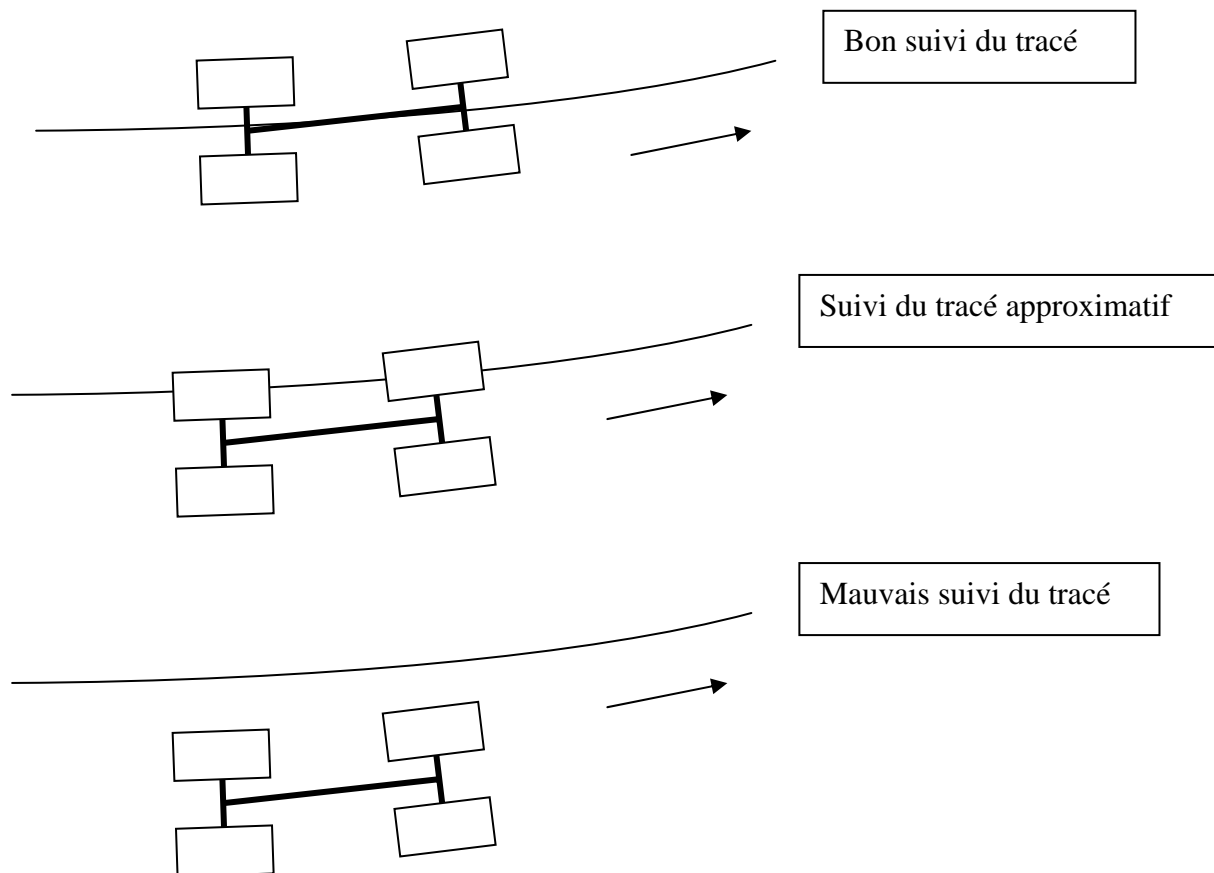 Bon suivi du tracé
Suivi du tracé approximatif
Mauvais suivi du tracé